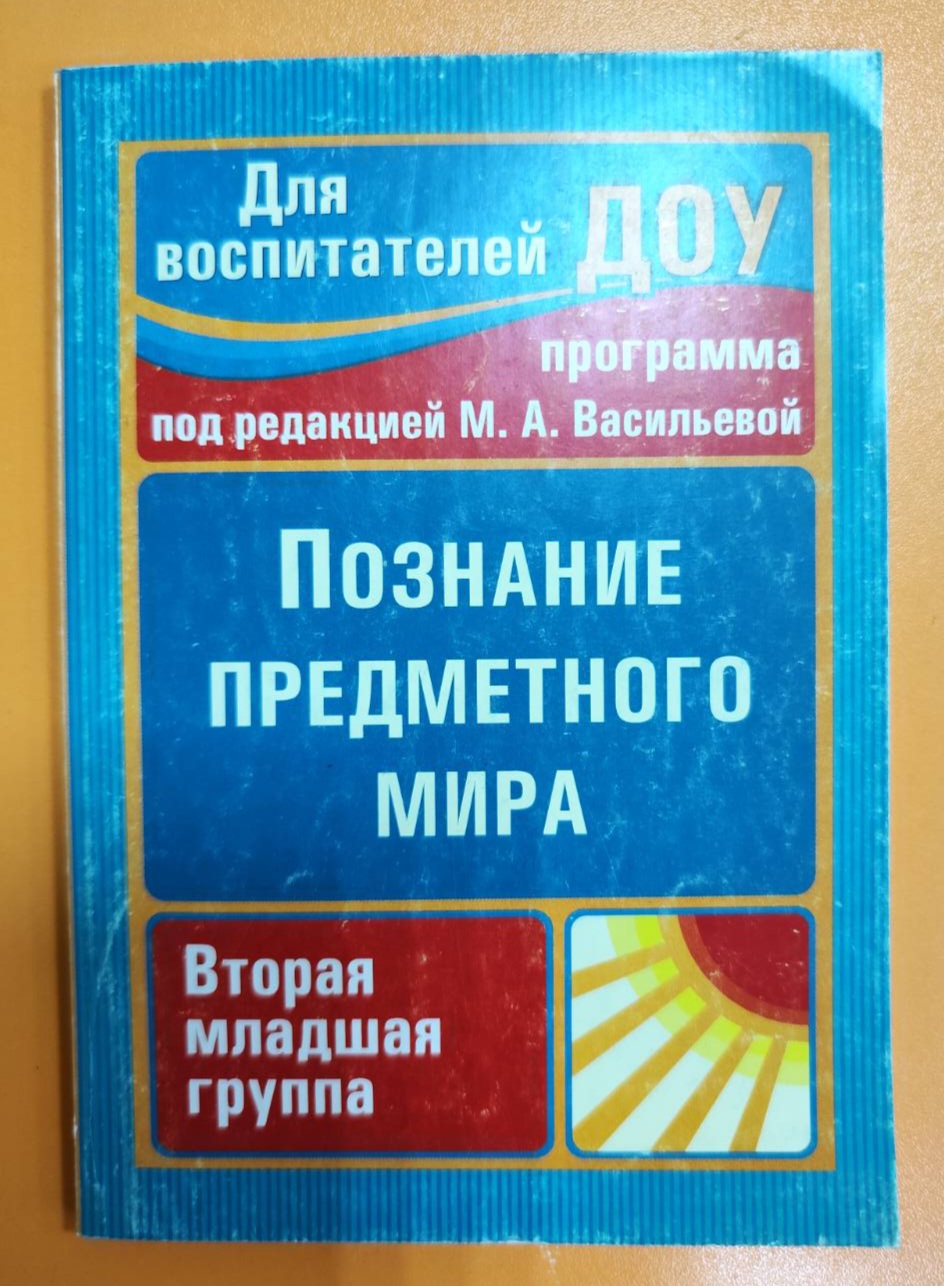 Для
воспитателей ДОУ
программа
под редакцией М. А. Васильевой
Познание
предметного
мира
Вторая
младшая
группа